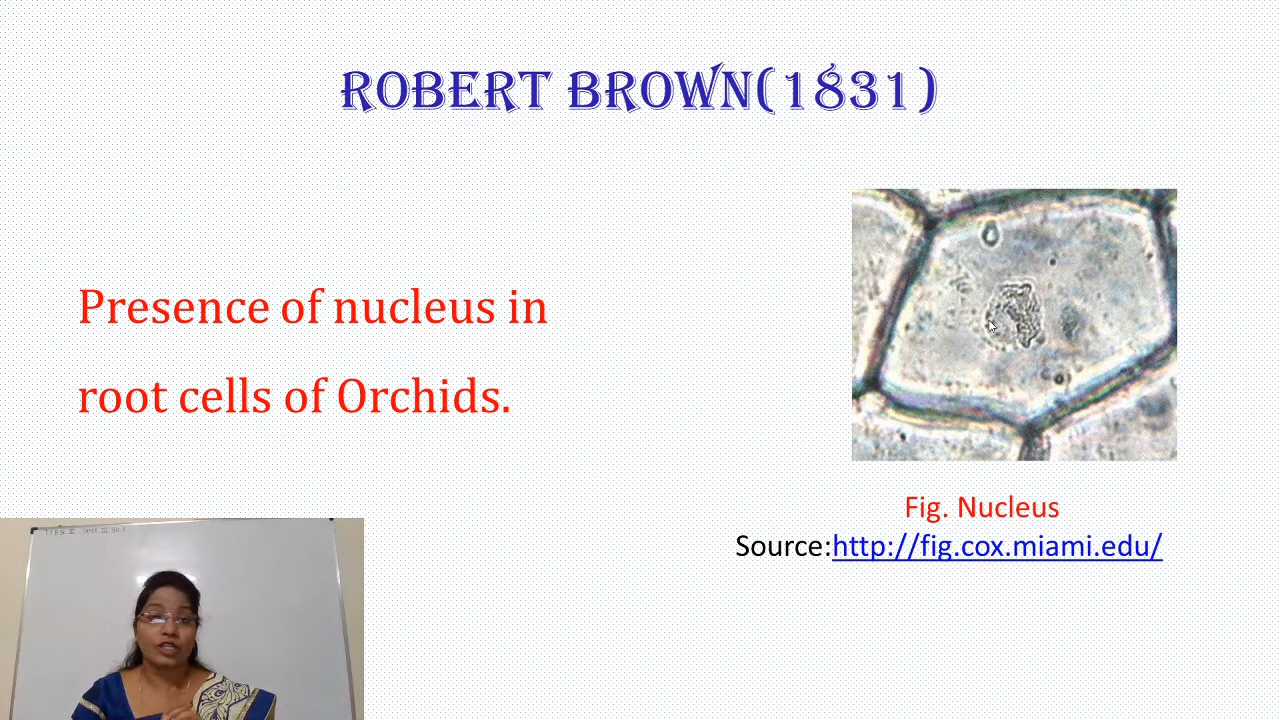 ROBERT BROWN(1831)
Presence of nucleus in
root cells of Orchids.
Fig. Nucleus
Source:http://fig.cox.miami.edu/